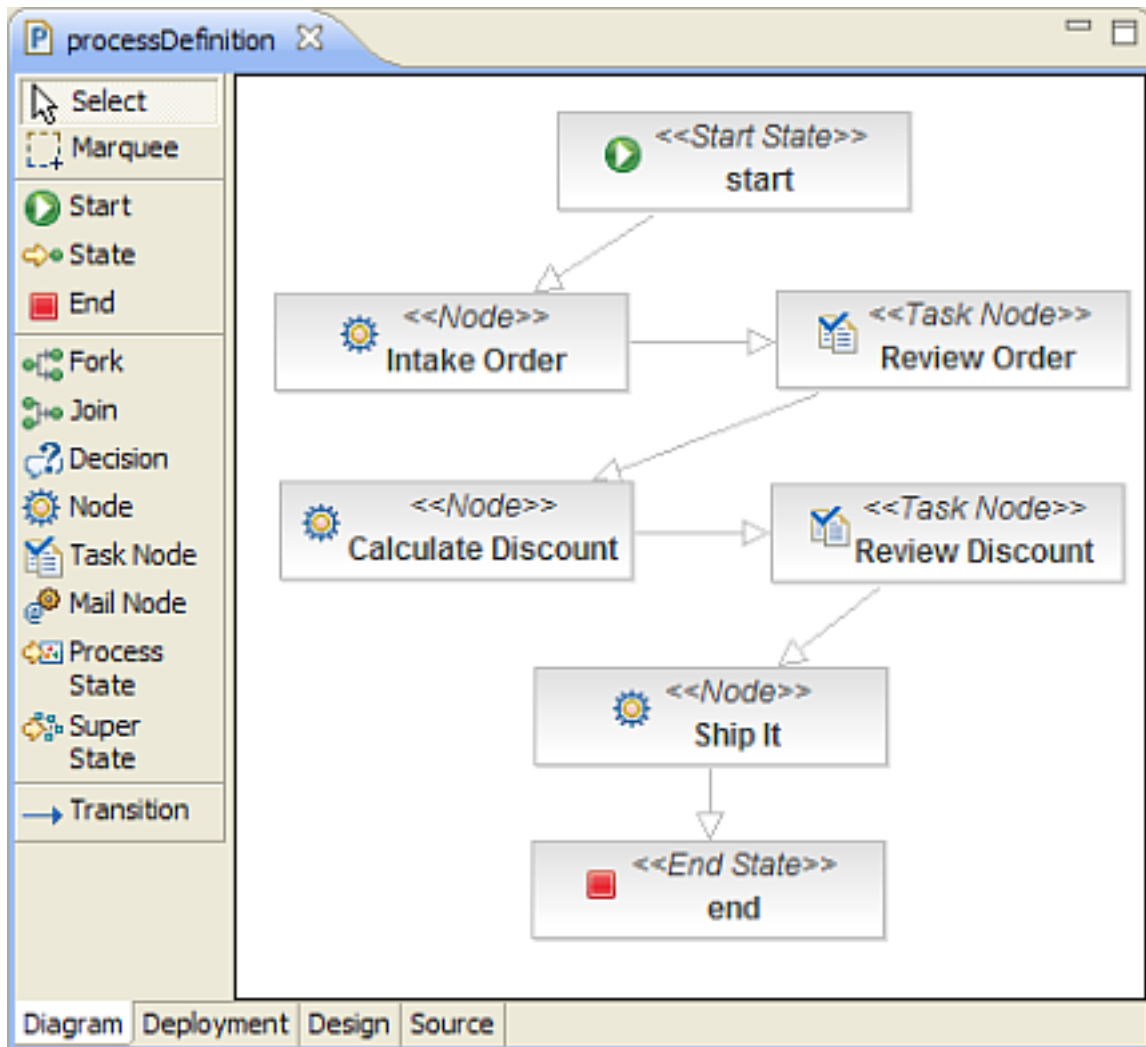 processDefinition
Select
Marquee
Start
State
End
Fork
Join
Decision
Node
Task Node
Mail Node
Process
State
Super
State
Transition
<<Start State>>
start
<<Node>>
Intake Order
<<Task Node>>
Review Order
<<Node>>
Calculate Discount
<<Task Node>>
Review Discount
<<Node>>
Ship It
<<End State>>
end
Diagram Deployment Design Source